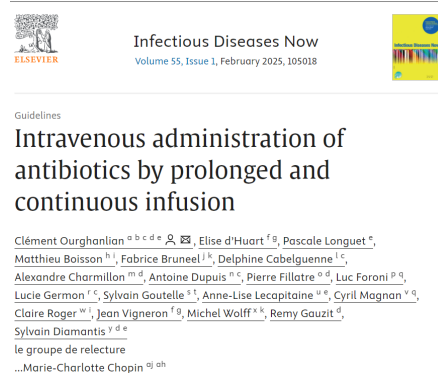 ELSEVIER
Infectious Diseases Now
Volume 55, Issue 1, February 2025, 105018
Infectious Diseases Now
Guidelines
Intravenous administration of
antibiotics by prolonged and
continuous infusion
Clément Ourghanlian a b c d e, Elise d'Huart f g, Pascale Longuet e,
Matthieu Boisson h i, Fabrice Bruneel j k, Delphine Cabelguenne l c,
Alexandre Charmillon m d, Antoine Dupuis n c, Pierre Fillatre o d, Luc Foroni p q,
Lucie Germon r c, Sylvain Goutelle s t, Anne-Lise Lecapitaine u e, Cyril Magnan v q,
Claire Roger w i, Jean Vigneron f g, Michel Wolff x k, Remy Gauzit d,
Sylvain Diamantis y d e
le groupe de relecture
...Marie-Charlotte Chopin aj ah